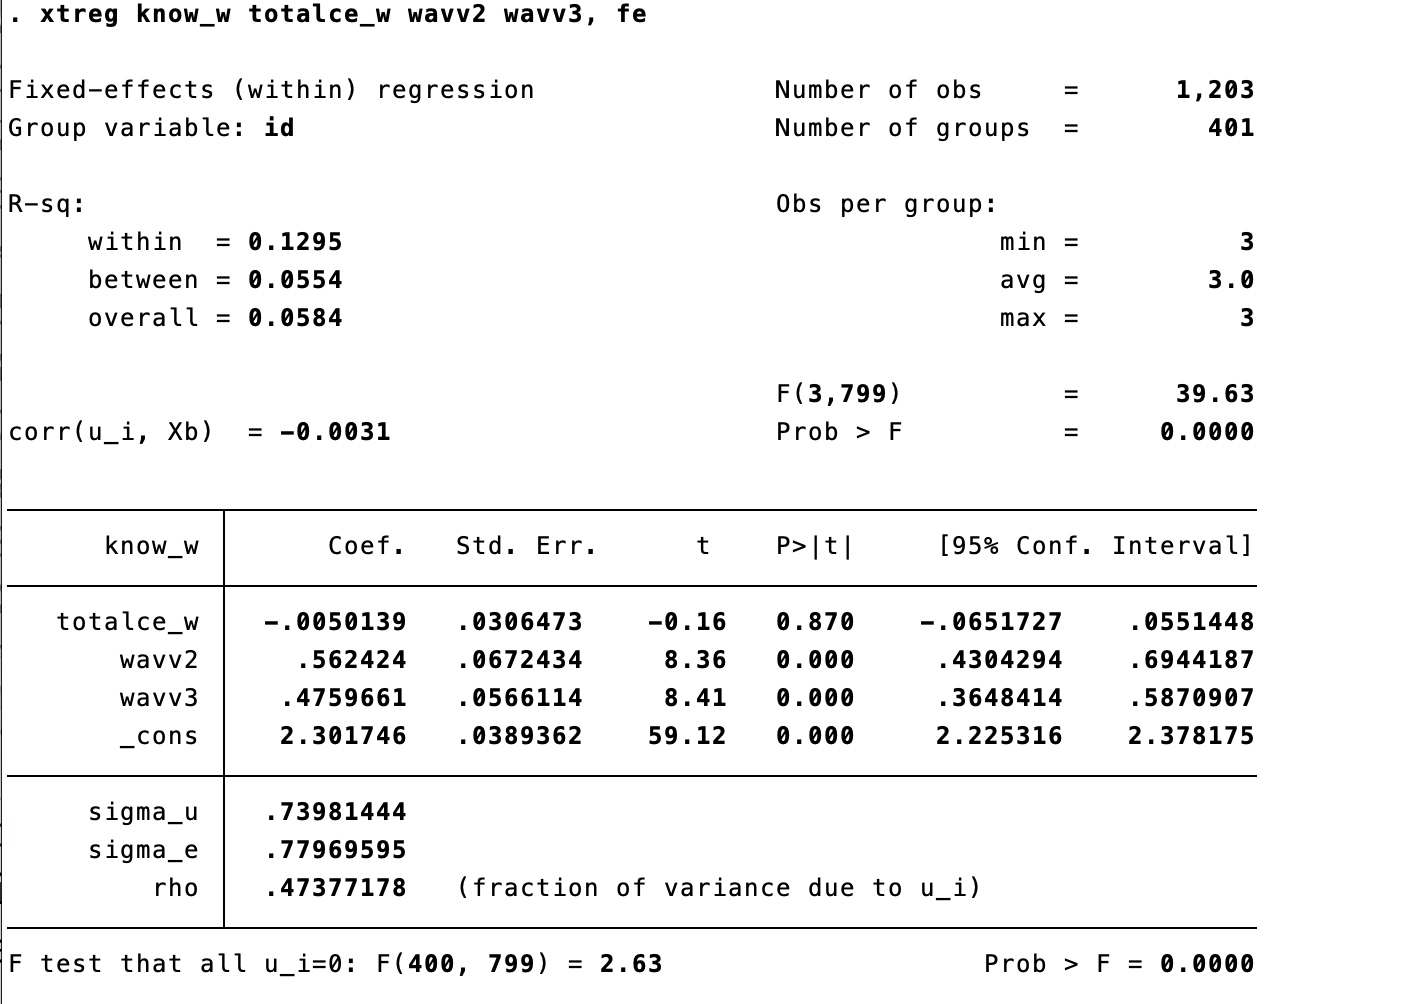 . xtreg know_w totalce_w wavv2 wavv3, fe
Fixed-effects (within) regression Number of obs = 1,203
Group variable: id Number of groups = 401
R-sq: Obs per group:
within = 0.1295 min = 3
between = 0.0554 avg = 3.0
overall = 0.0584 max = 3
F(3,799) = 39.63
corr(u_i, Xb) = -0.0031 Prob > F = 0.0000
know_w Coef. Std. Err. t P>|t| [95% Conf. Interval]
totalce_w -.0050139 .0306473 -0.16 0.870 -.0651727 .0551448
wavv2 .562424 .0672434 8.36 0.000 .4304294 .6944187
wavv3 .4759661 .0566114 8.41 0.000 .3648414 .5870907
_cons 2.301746 .0389362 59.12 0.000 2.225316 2.378175
sigma_u .73981444
sigma_e .77969595
rho .47377178 (fraction of variance due to u_i)
F test that all u_i=0: F(400, 799) = 2.63 Prob > F = 0.0000